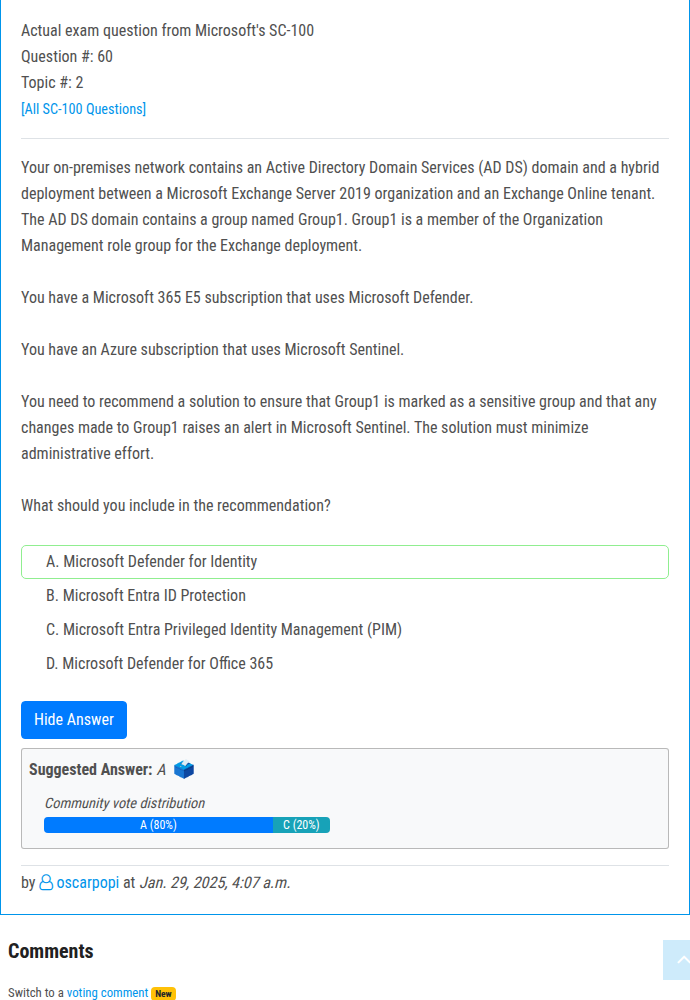 Actual exam question from Microsoft's SC-100
Question #: 60
Topic #: 2
[All SC-100 Questions]
Your on-premises network contains an Active Directory Domain Services (AD DS) domain and a hybrid
deployment between a Microsoft Exchange Server 2019 organization and an Exchange Online tenant.
The AD DS domain contains a group named Group1. Group1 is a member of the Organization
Management role group for the Exchange deployment.
You have a Microsoft 365 E5 subscription that uses Microsoft Defender.
You have an Azure subscription that uses Microsoft Sentinel.
You need to recommend a solution to ensure that Group1 is marked as a sensitive group and that any
changes made to Group1 raises an alert in Microsoft Sentinel. The solution must minimize
administrative effort.
What should you include in the recommendation?
A. Microsoft Defender for Identity
B. Microsoft Entra ID Protection
C. Microsoft Entra Privileged Identity Management (PIM)
D. Microsoft Defender for Office 365
Hide Answer
Suggested Answer: A
Community vote distribution
A (80%) C (20%)
by oscarpopi at Jan. 29, 2025, 4:07 a.m.
Comments
Switch to a voting comment New